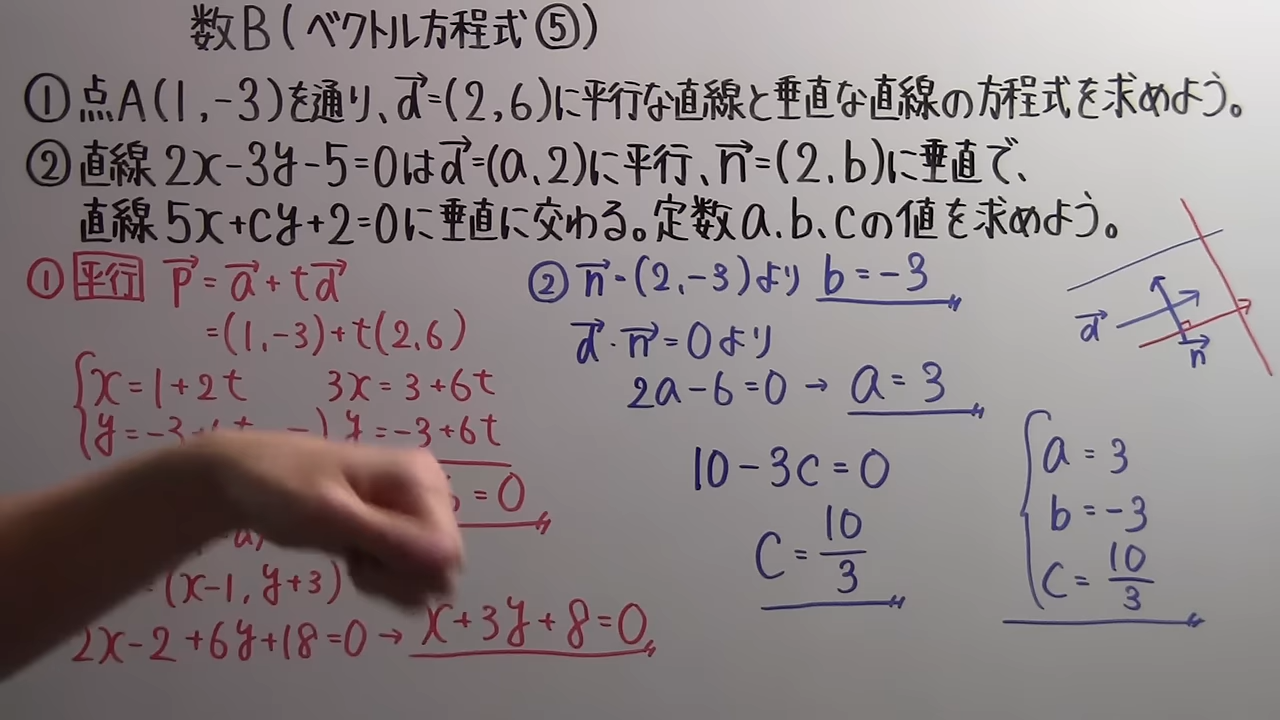 数B(ベクトル方程式⑤)
①点A(1,-3)を通り、d→=(2,6)に平行な直線と垂直な直線の方程式を求めよう。
②直線2x-3y-5=0はd→=(a,2)に平行、n→=(2,b)に垂直で、
直線5x+cy+2=0に垂直に交わる。定数a.b、cの値を求めよう。
①平行 p→=a→+td→
=(1,-3)+t(2,6)
x=1+2t 3x=3+6t
y=-3 -) y=-3+6t
=0
(x-1,y+3)
2x-2+6y+18=0→x+3y+8=0
②n→=(2,-3)より b=-3
d→・n→=0より
2a-6=0→a=3
10-3c=0
c=10/3
d→
n→
a=3
b=-3
c=10/3